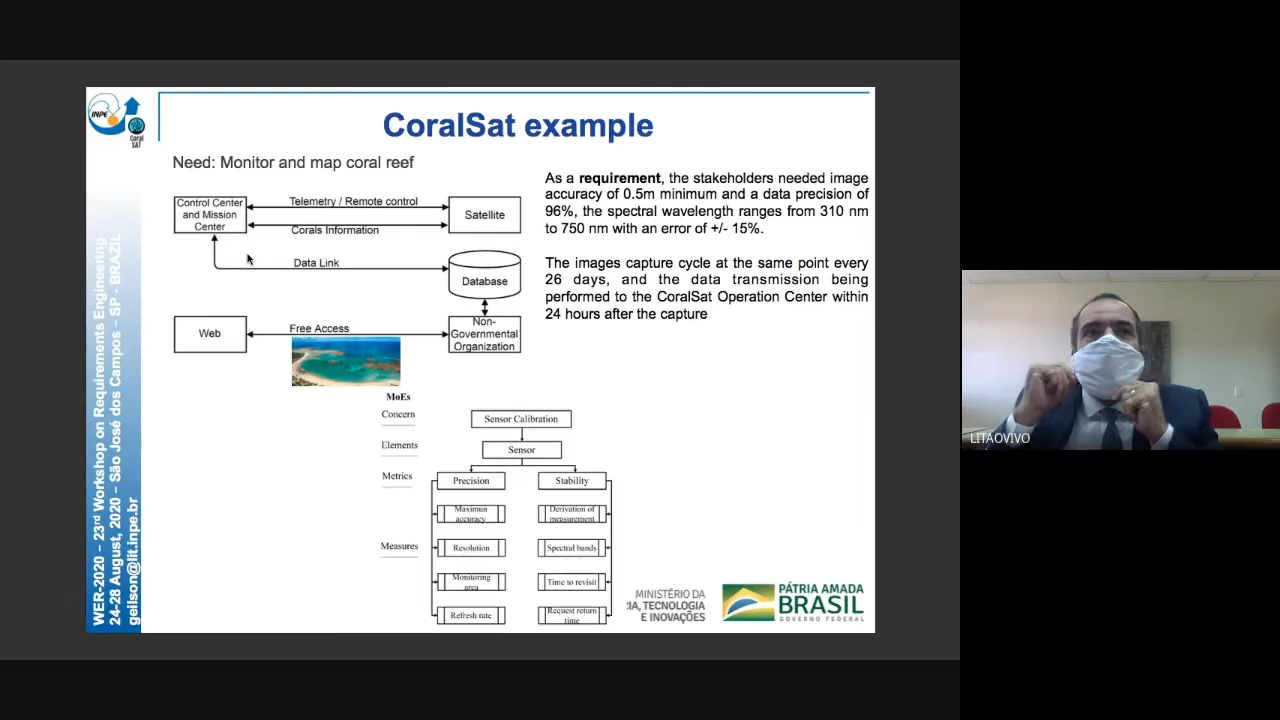 INPE
Coral
SAT
CoralSat example
Need: Monitor and map coral reef
Control Center
and Mission
Center
Telemetry / Remote control
Corals Information
Satellite
Data Link
Database
Web
Free Access
Non-
Governmental
Organization
As a requirement, the stakeholders needed image
accuracy of 0.5m minimum and a data precision of
96%, the spectral wavelength ranges from 310 nm
to 750 nm with an error of +/- 15%.
The images capture cycle at the same point every
26 days, and the data transmission being
performed to the CoralSat Operation Center within
24 hours after the capture
MoEs
Concern
Sensor Calibration
Elements
Sensor
Metrics
Precision
Stability
Measures
Maximun
accuracy
Derivation of
measurement
Resolution
Spectral bands
Monitoring
area
Time to revisit
Refresh rate
Request return
time
WER-2020 – 23rd Workshop on Requirements Engineering
24-28 August, 2020 – São José dos Campos – SP - BRAZIL
geilson@lit.inpe.br
MINISTÉRIO DA
IA, TECNOLOGIA
E INOVAÇÕES
PÁTRIA AMADA
BRASIL
GOVERNO FEDERAL
LITAOVIVO